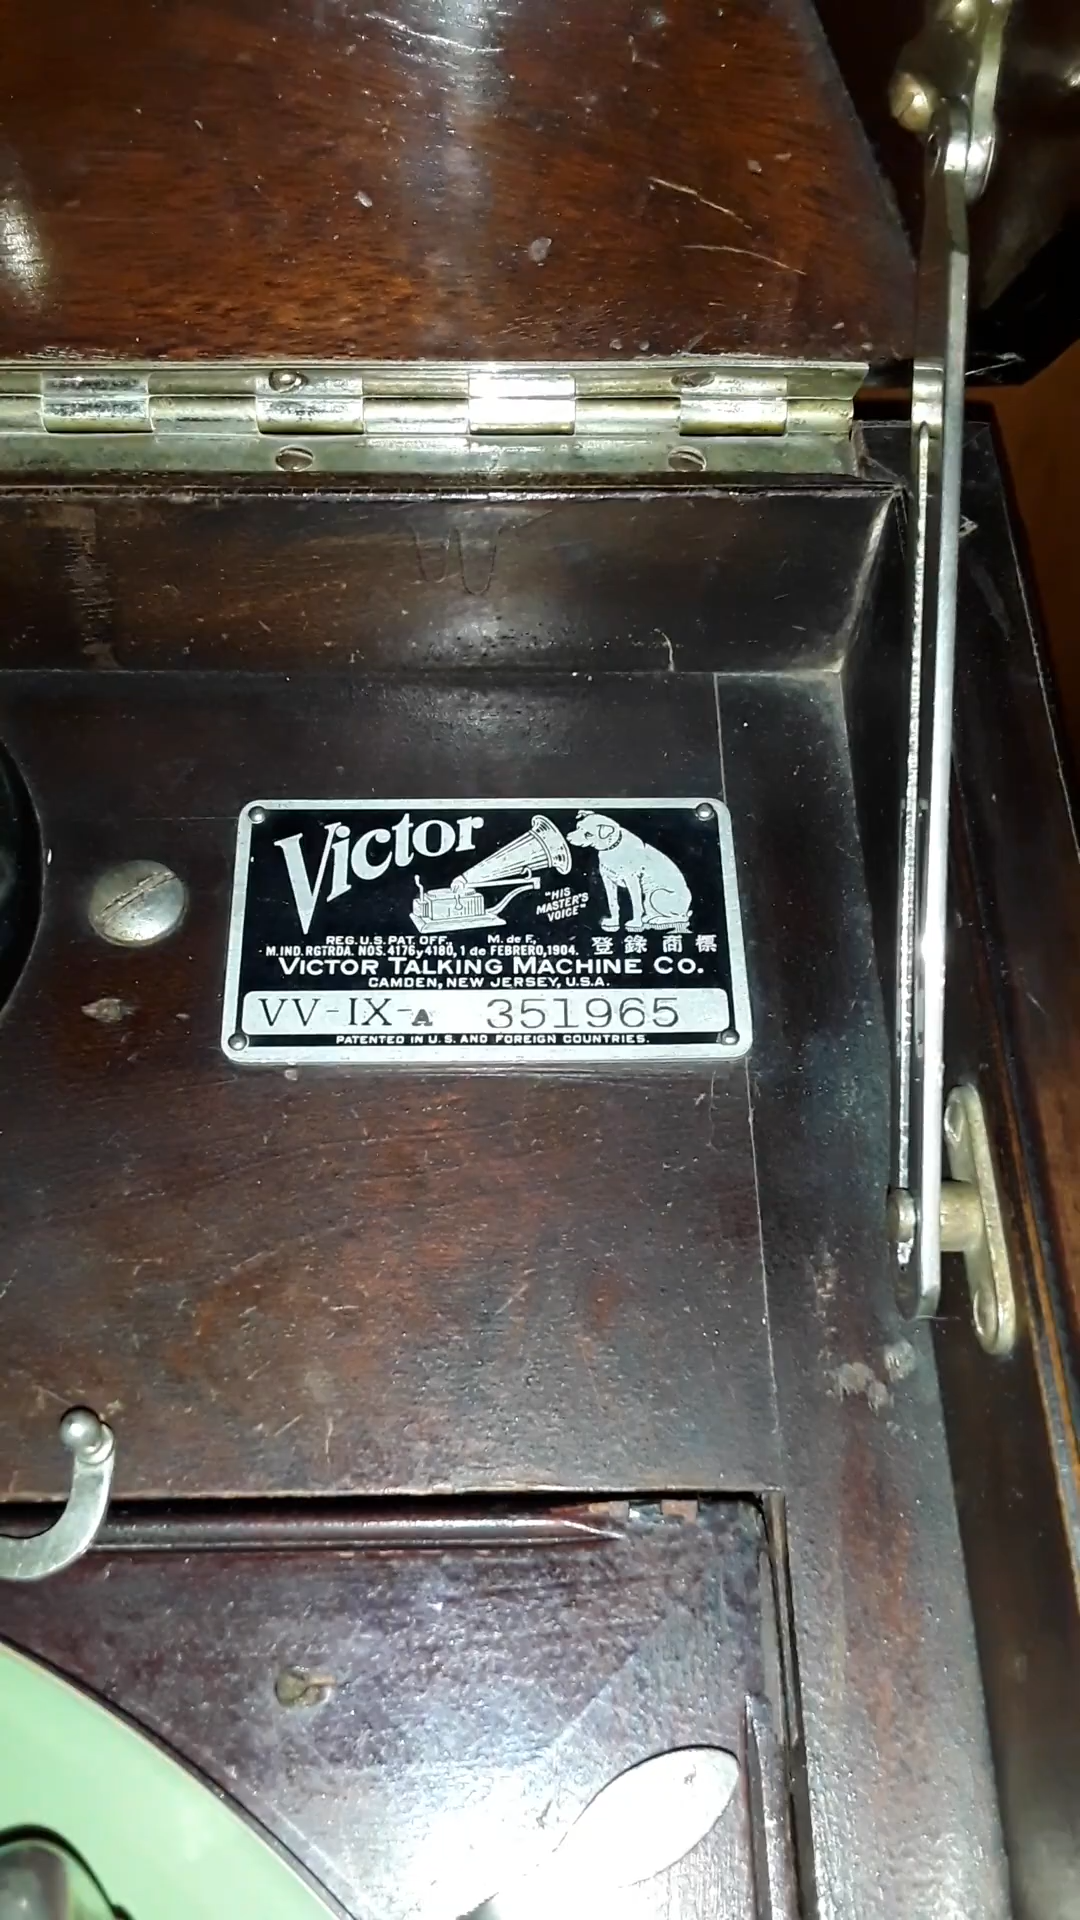 Victor
"HIS
MASTER'S
VOICE"
REG. U.S. PAT. OFF., M. de F.,
M. IND. RGTRDA. NOS. 4176 y 4180, 1 de FEBRERO, 1904.
登錄商標
VICTOR TALKING MACHINE CO.
CAMDEN, NEW JERSEY, U.S.A.
VV-IX-A 351965
PATENTED IN U.S. AND FOREIGN COUNTRIES.